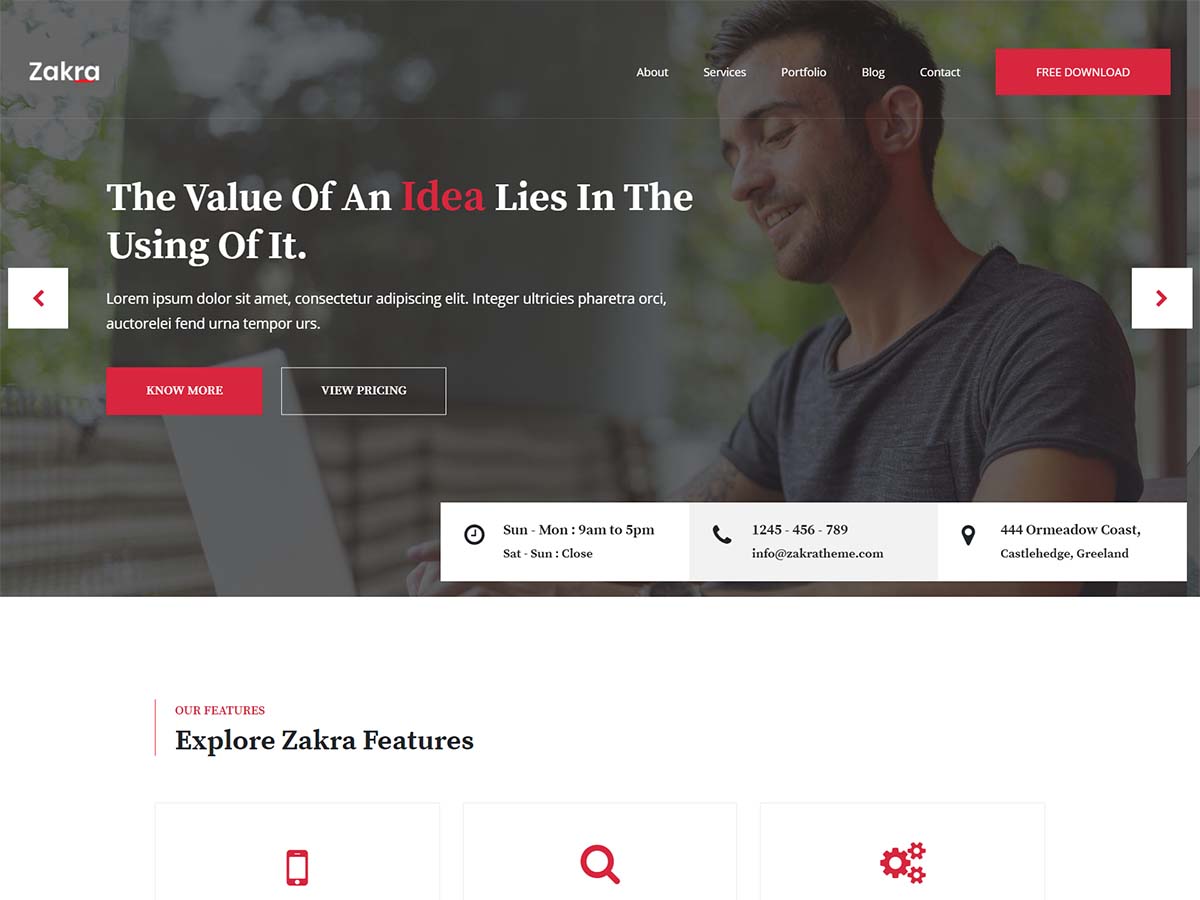 Zakra
About
Services
Portfolio
Blog
Contact
FREE DOWNLOAD
The Value Of An Idea Lies In The
Using Of It.
Lorem ipsum dolor sit amet, consectetur adipiscing elit. Integer ultricies pharetra orci,
auctorelei fend urna tempor urs.
KNOW MORE
VIEW PRICING
Sun - Mon : 9am to 5pm
Sat - Sun : Close
1245 - 456 - 789
info@zakratheme.com
444 Ormeadow Coast,
Castlehedge, Greeland
OUR FEATURES
Explore Zakra Features